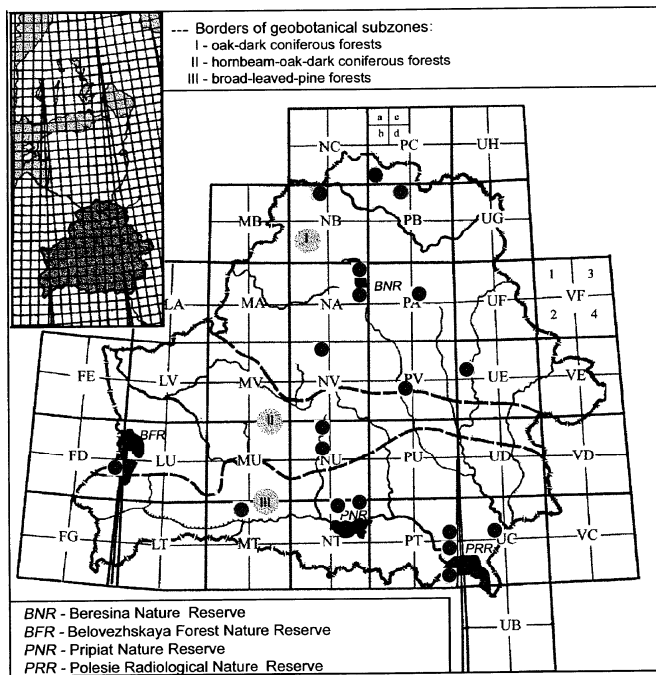 --- Borders of geobotanical subzones:
I - oak-dark coniferous forests
II - hornbeam-oak-dark coniferous forests
III - broad-leaved-pine forests
a c
b d
NC PC UH
MB NB PB UG
I
BNR
1 3
LA MA NA PA UF VF
2 4
FE LV MV NV PV UE VE
II
BFR
FD LU MU NU PU UD VD
III
PNR
FG LT MT NT PT UC VC
PRR
UB
BNR - Beresina Nature Reserve
BFR - Belovezhskaya Forest Nature Reserve
PNR - Pripiat Nature Reserve
PRR - Polesie Radiological Nature Reserve